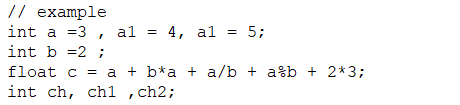 // example
int a =3 , a1 = 4, a1 = 5;
int b =2 ;
float c = a + b*a + a/b + a%b + 2*3;
int ch, ch1 ,ch2;